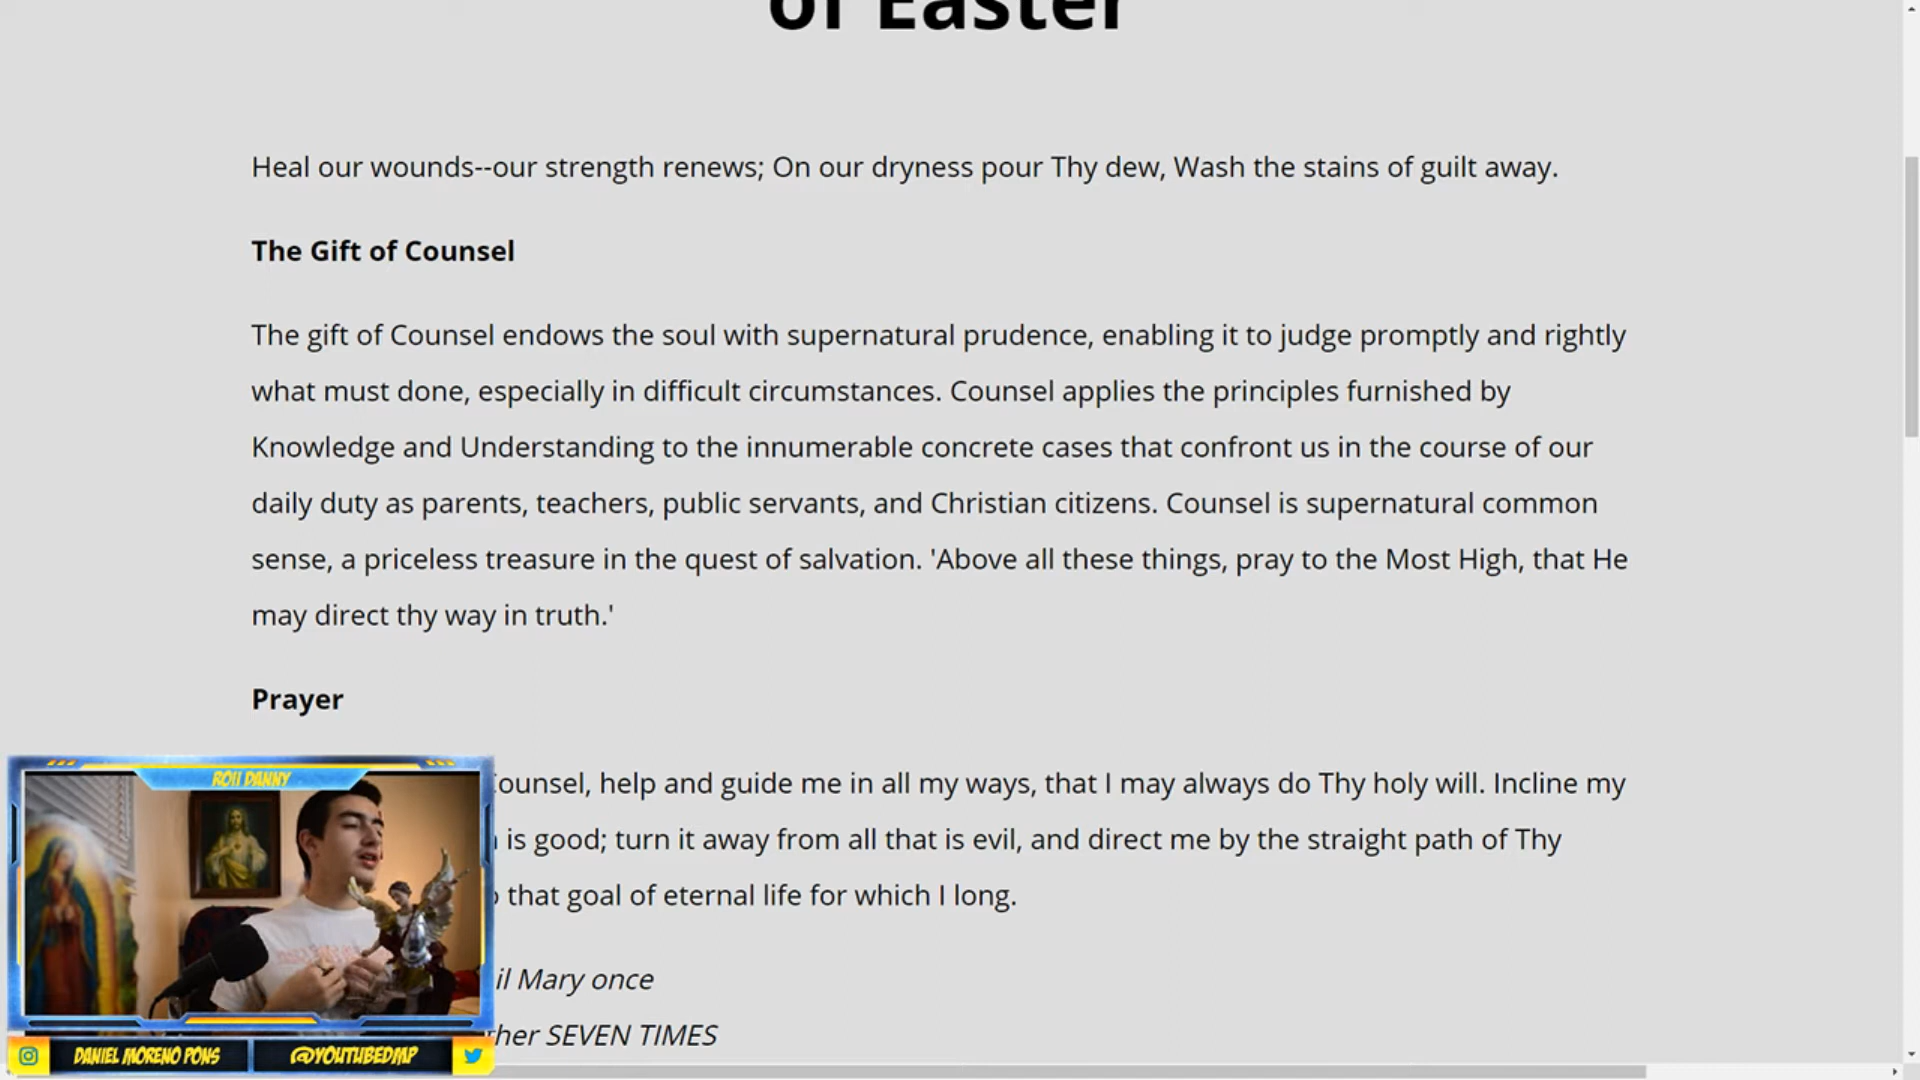 of Easter
Heal our wounds--our strength renews; On our dryness pour Thy dew, Wash the stains of guilt away.
The Gift of Counsel
The gift of Counsel endows the soul with supernatural prudence, enabling it to judge promptly and rightly
what must done, especially in difficult circumstances. Counsel applies the principles furnished by
Knowledge and Understanding to the innumerable concrete cases that confront us in the course of our
daily duty as parents, teachers, public servants, and Christian citizens. Counsel is supernatural common
sense, a priceless treasure in the quest of salvation. 'Above all these things, pray to the Most High, that He
may direct thy way in truth.'
Prayer
ounsel, help and guide me in all my ways, that I may always do Thy holy will. Incline my
is good; turn it away from all that is evil, and direct me by the straight path of Thy
that goal of eternal life for which I long.
il Mary once
ther SEVEN TIMES
ROII DANNY
DANIEL MORENO PONS
@YOUTUBEDMP